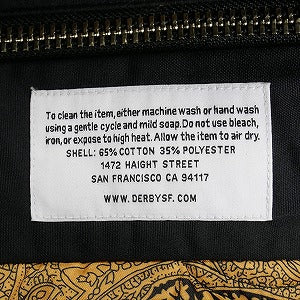 To clean the item, either machine wash or hand wash
using a gentle cycle and mild soap. Do not use bleach,
iron, or expose to high heat. Allow the item to air dry.
SHELL: 65% COTTON 35% POLYESTER
1472 HAIGHT STREET
SAN FRANCISCO CA 94117
WWW.DERBYSF.COM